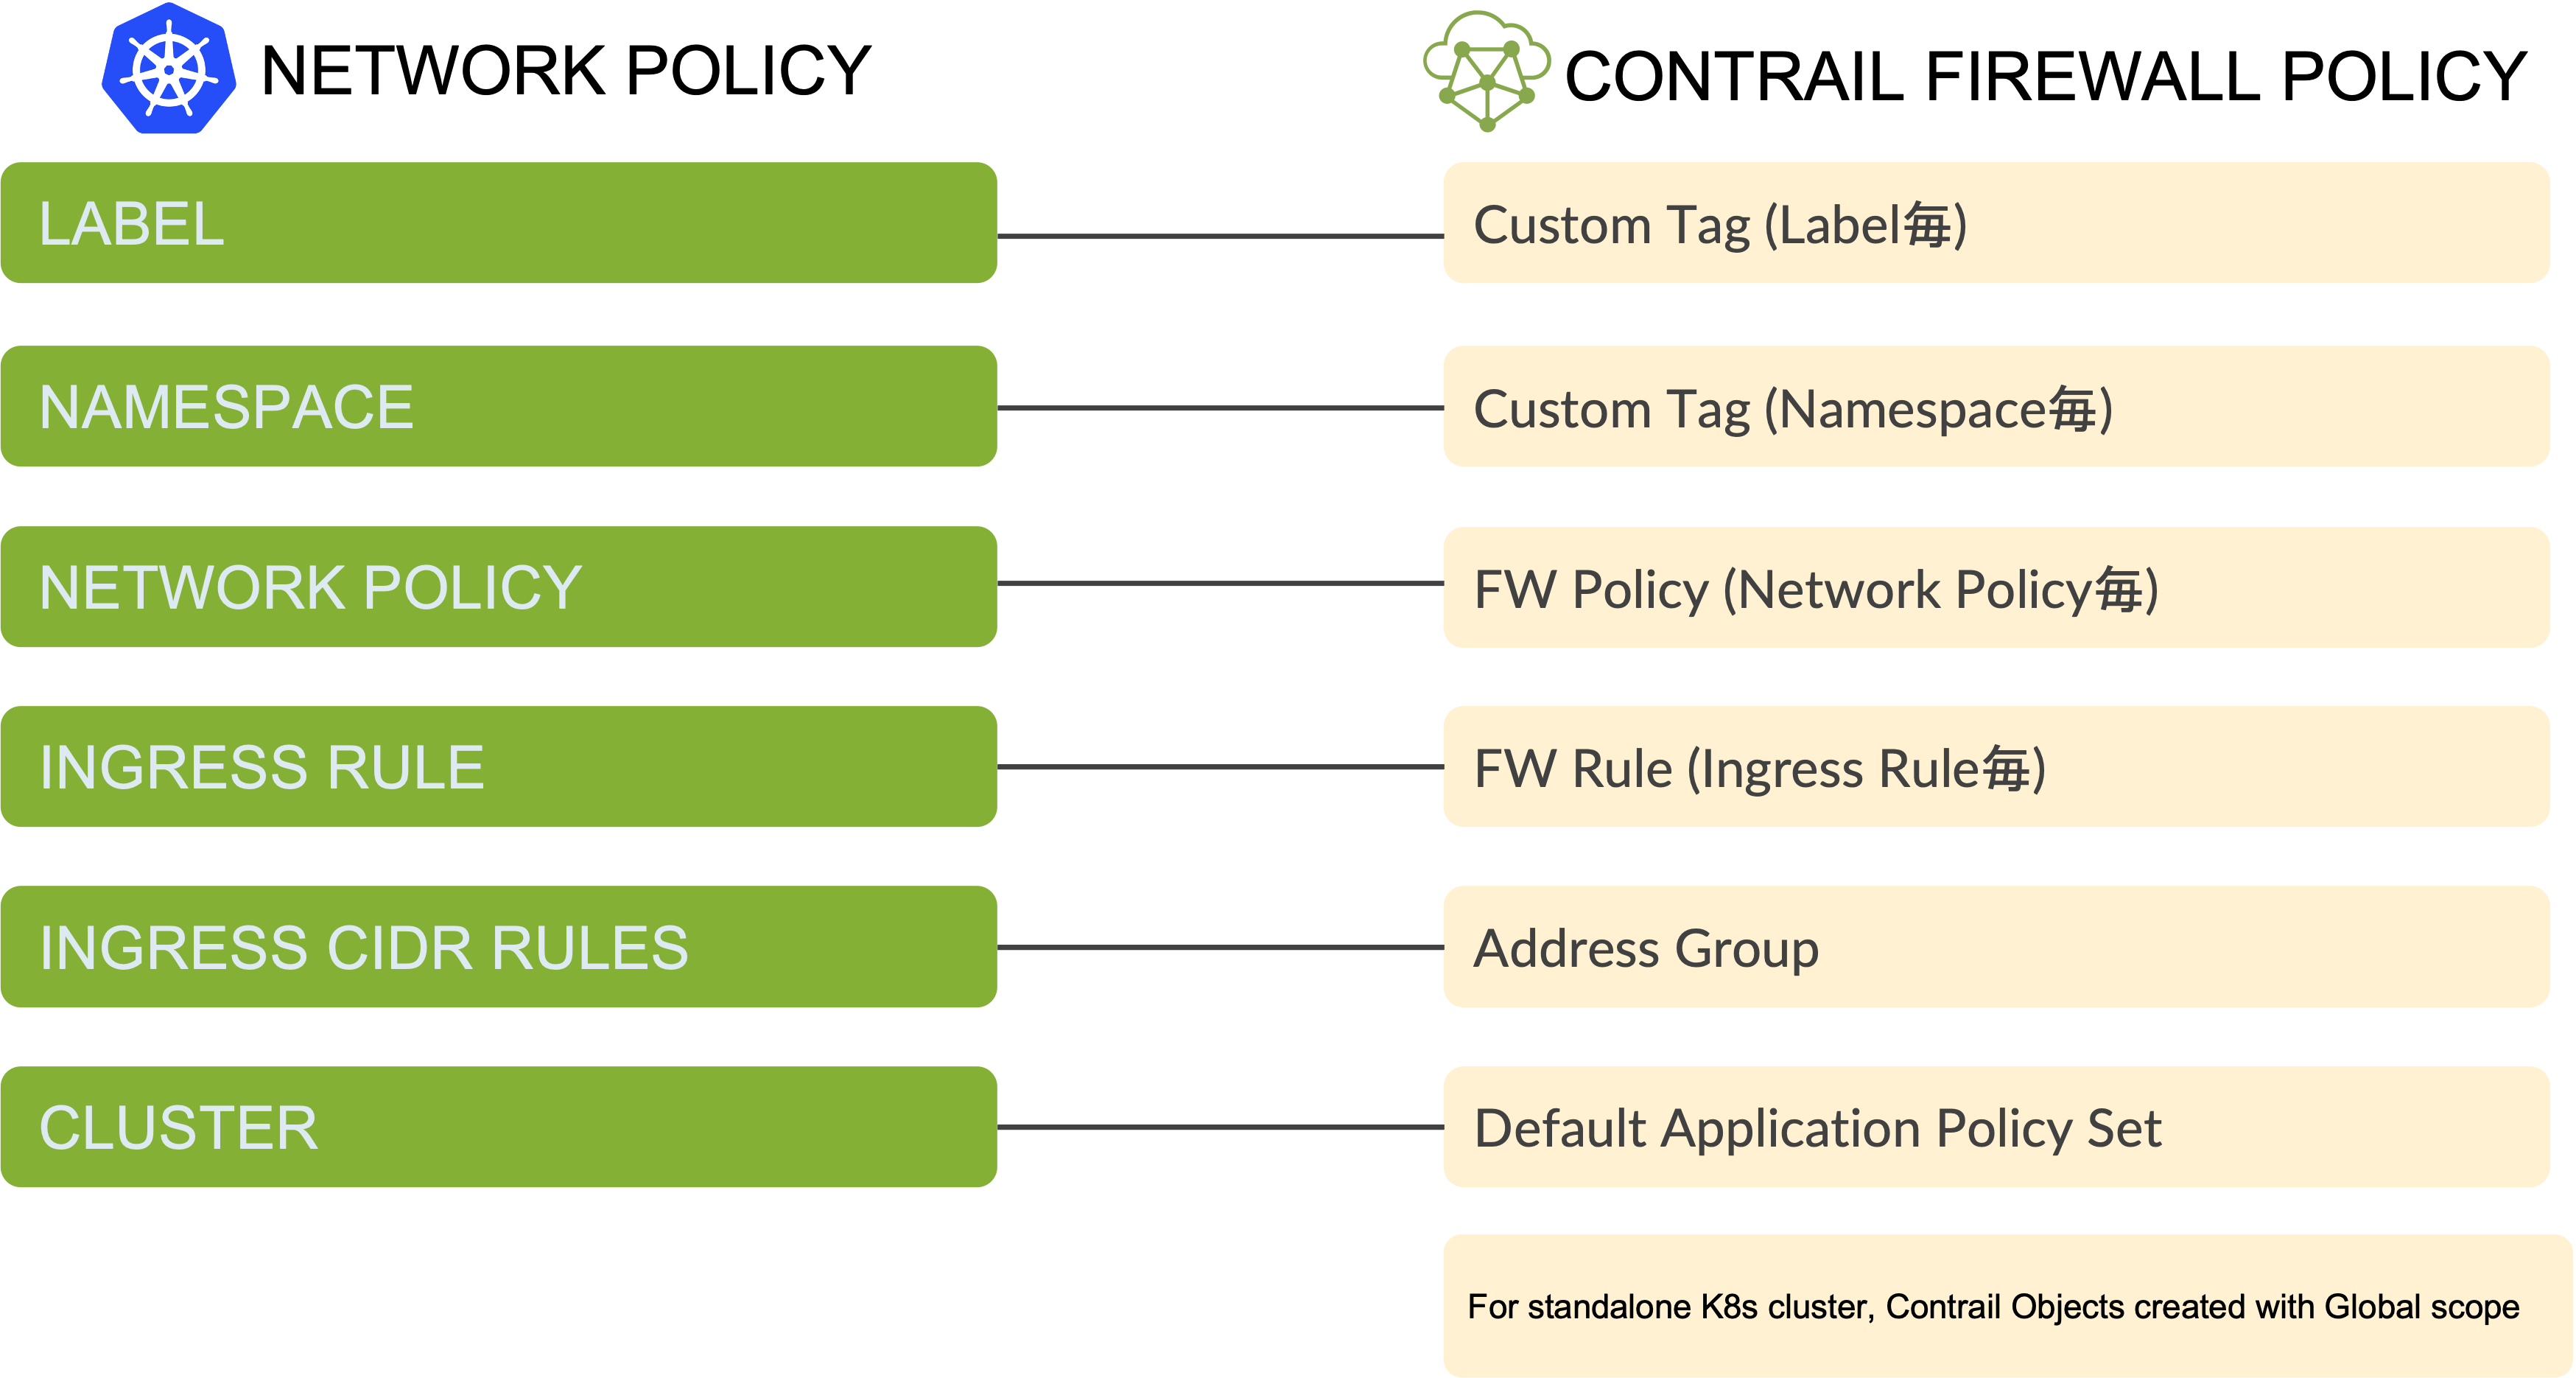 NETWORK POLICY
CONTRAIL FIREWALL POLICY
LABEL
Custom Tag (Label毎)
NAMESPACE
Custom Tag (Namespace毎)
NETWORK POLICY
FW Policy (Network Policy毎)
INGRESS RULE
FW Rule (Ingress Rule毎)
INGRESS CIDR RULES
Address Group
CLUSTER
Default Application Policy Set
For standalone K8s cluster, Contrail Objects created with Global scope